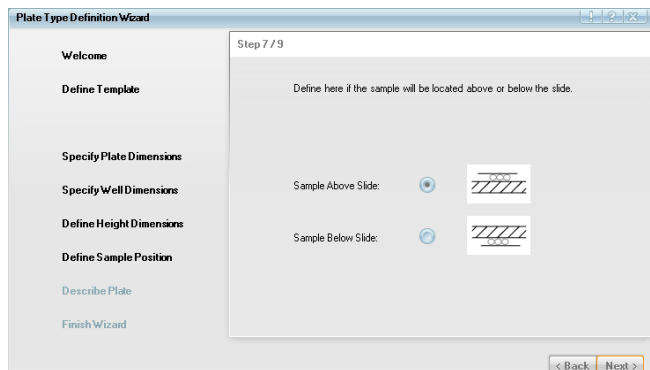 Plate Type Definition Wizard
Step 7 / 9
Welcome
Define Template
Define here if the sample will be located above or below the slide.
Specify Plate Dimensions
Specify Well Dimensions
Sample Above Slide:
Define Height Dimensions
Sample Below Slide:
Define Sample Position
Describe Plate
Finish Wizard
< Back
Next >